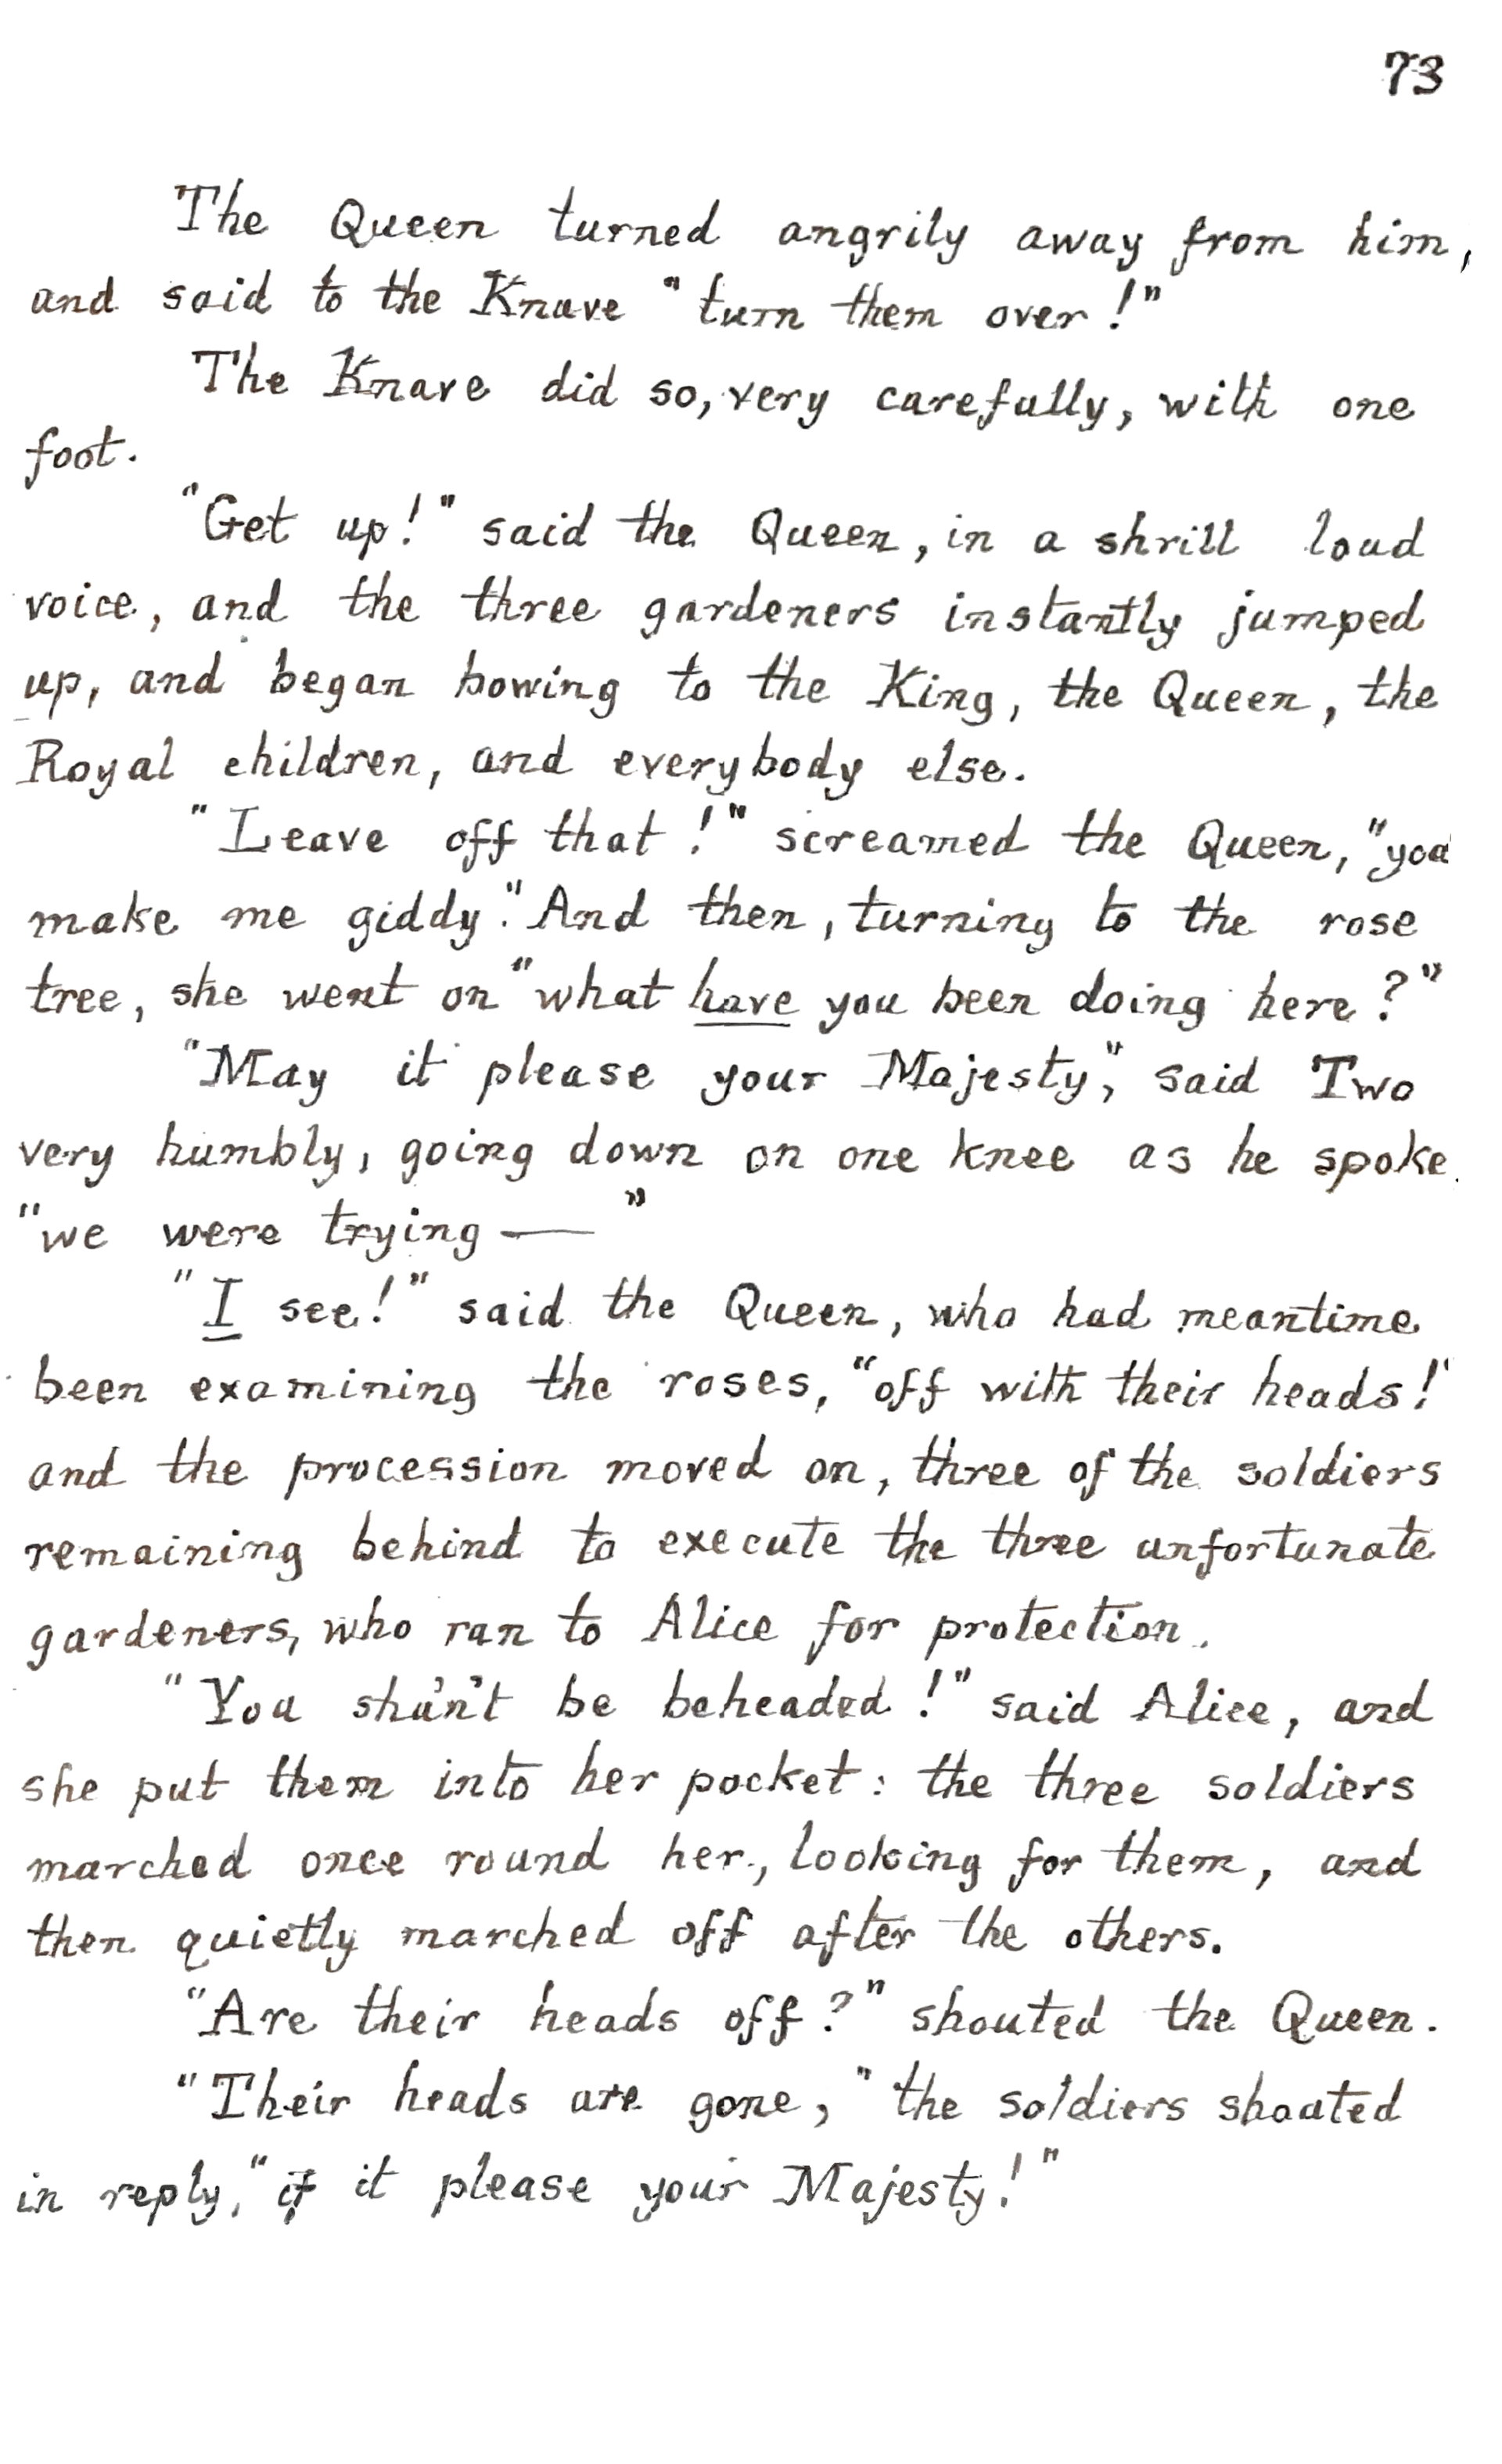 73
The Queen turned angrily away from him,
and said to the Knave "turn them over!"
The Knave did so, very carefully, with one
foot.
"Get up!" said the Queen, in a shrill loud
voice, and the three gardeners instantly jumped
up, and began bowing to the King, the Queen, the
Royal children, and everybody else.
"Leave off that!" screamed the Queen, "you
make me giddy." And then, turning to the rose
tree, she went on "what have you been doing here?"
"May it please your Majesty," said Two
very humbly, going down on one knee as he spoke,
"we were trying — "
"I see!" said the Queen, who had meantime
been examining the roses, "off with their heads!"
and the procession moved on, three of the soldiers
remaining behind to execute the three unfortunate
gardeners, who ran to Alice for protection.
"You sha'n't be beheaded!" said Alice, and
she put them into her pocket: the three soldiers
marched once round her, looking for them, and
then quietly marched off after the others.
"Are their heads off?" shouted the Queen.
"Their heads are gone," the soldiers shouted
in reply, "if it please your Majesty!"